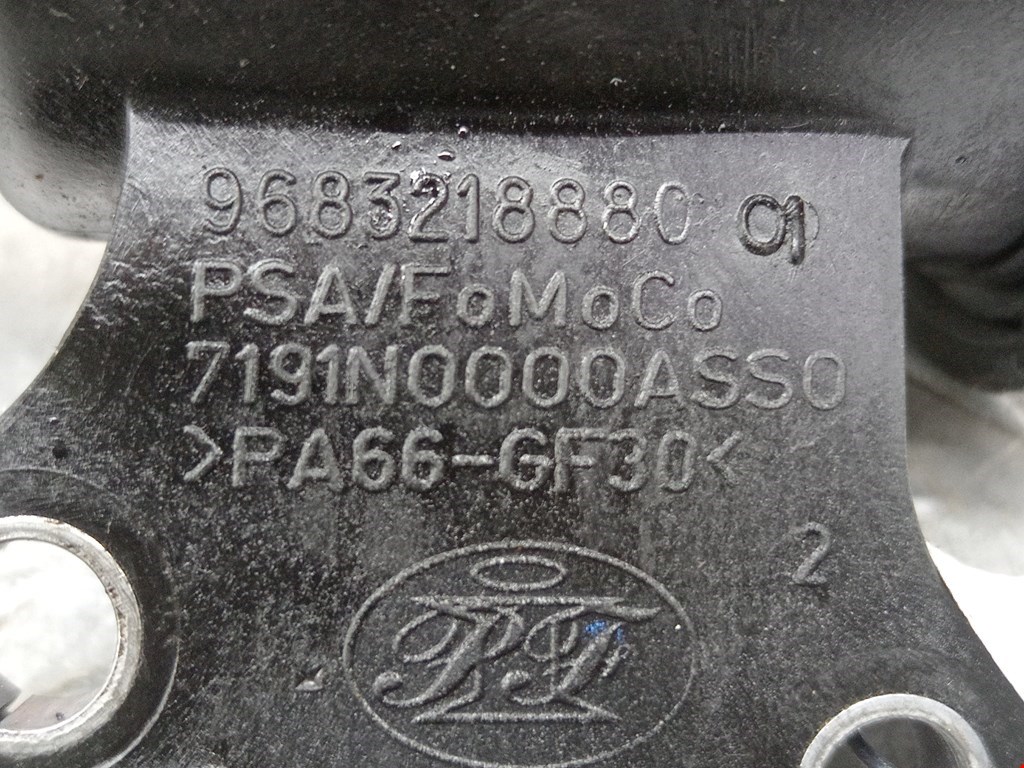 9683218880 01
PSA/FoMoCo
7191N0000ASS0
>PA66-GF30<
2